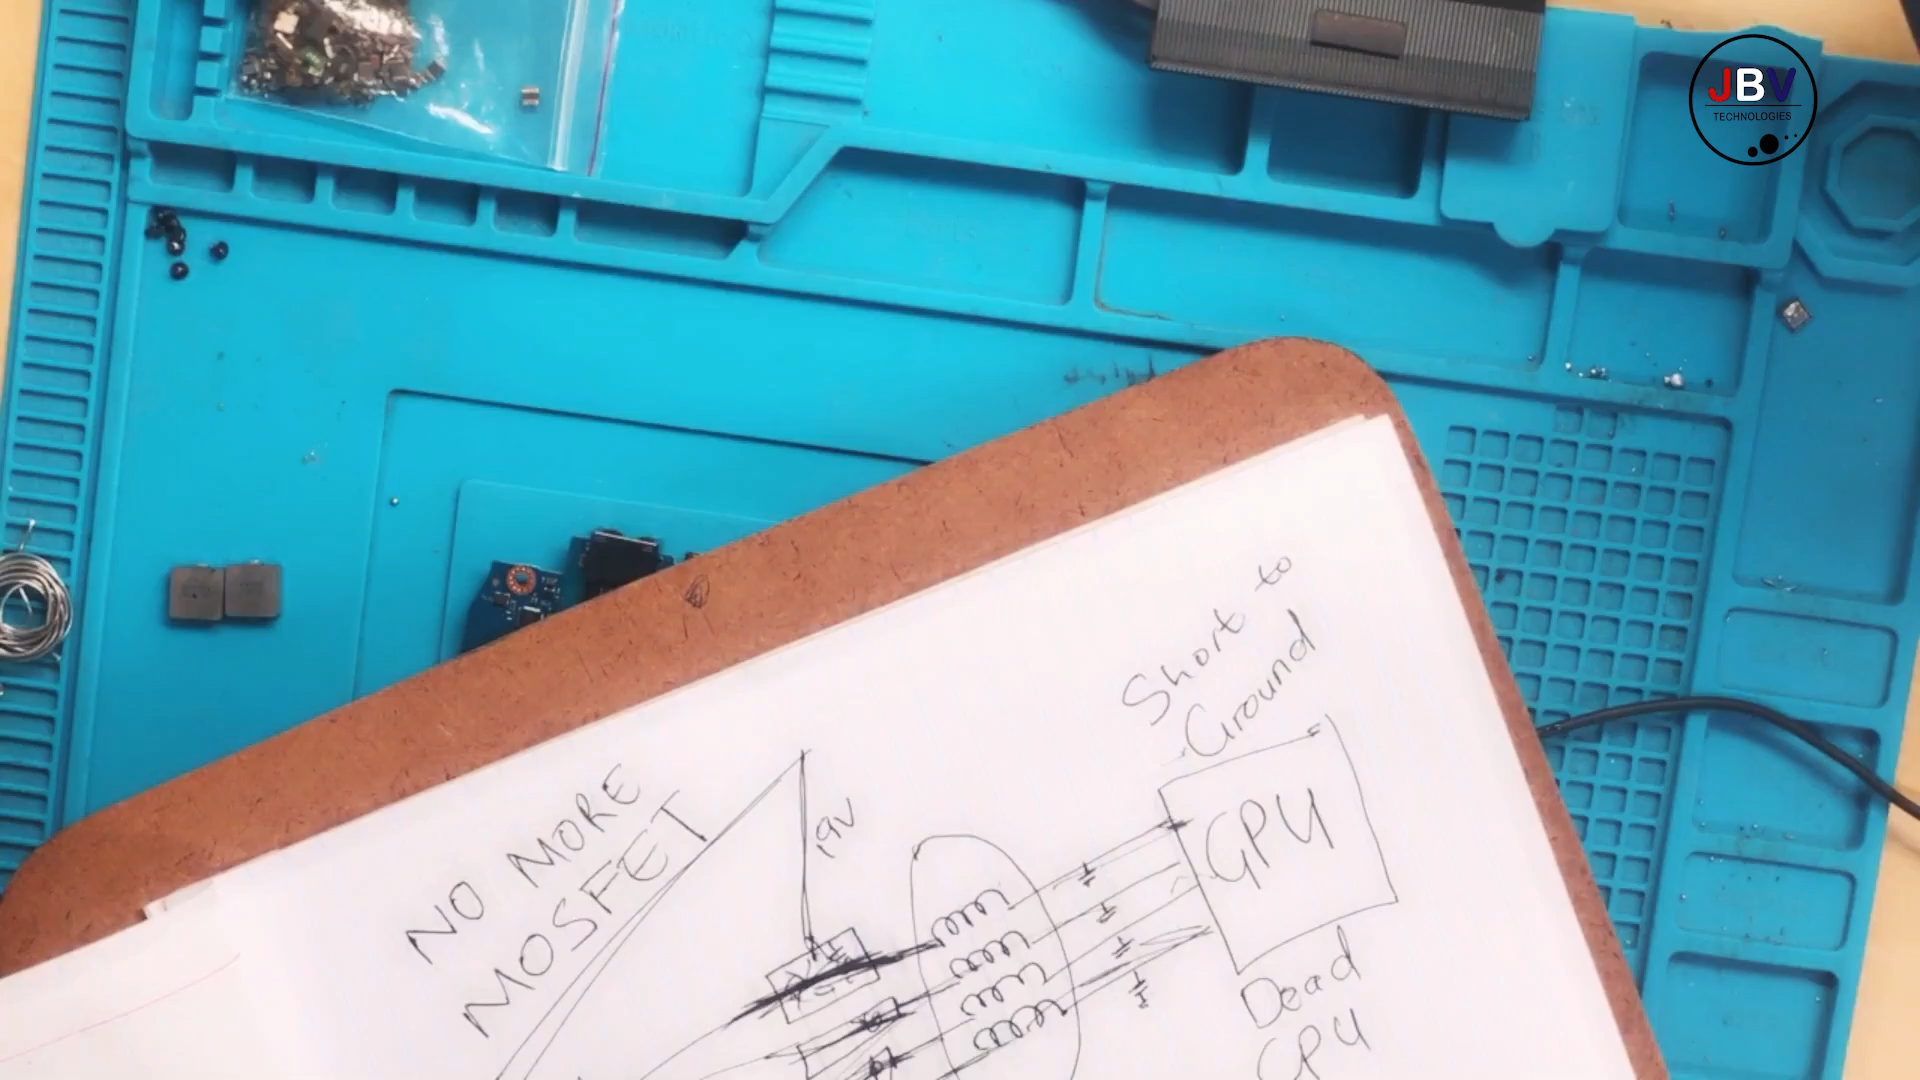 JBV
TECHNOLOGIES
Short to
Ground
NO MORE
MOSFET
19V
GPU
Dead
GPU